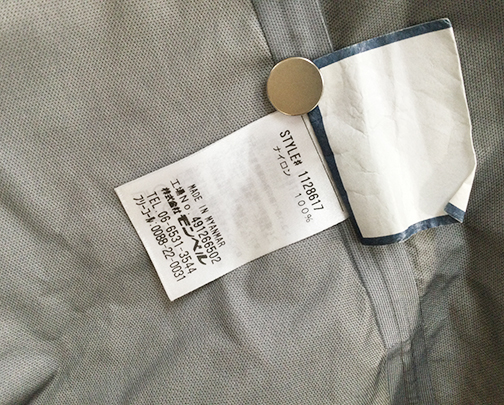 STYLE# 1128617
ナイロン 100%
MADE IN MYANMAR
工場No. 491266502
株式会社 モンベル
TEL. 06-6531-3544
フリーコール. 0088-22-0031